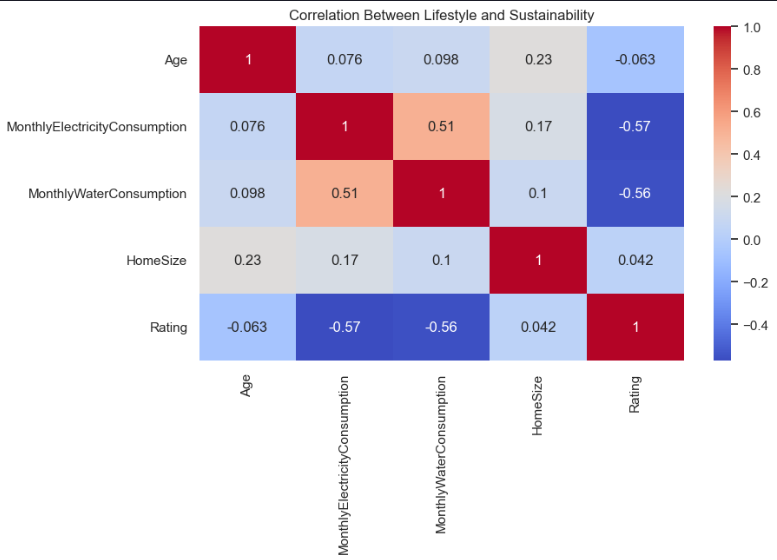 Correlation Between Lifestyle and Sustainability
Age 1 0.076 0.098 0.23 -0.063
MonthlyElectricityConsumption 0.076 1 0.51 0.17 -0.57
MonthlyWaterConsumption 0.098 0.51 1 0.1 -0.56
HomeSize 0.23 0.17 0.1 1 0.042
Rating -0.063 -0.57 -0.56 0.042 1
Age
MonthlyElectricityConsumption
MonthlyWaterConsumption
HomeSize
Rating
1.0
0.8
0.6
0.4
0.2
0.0
−0.2
−0.4